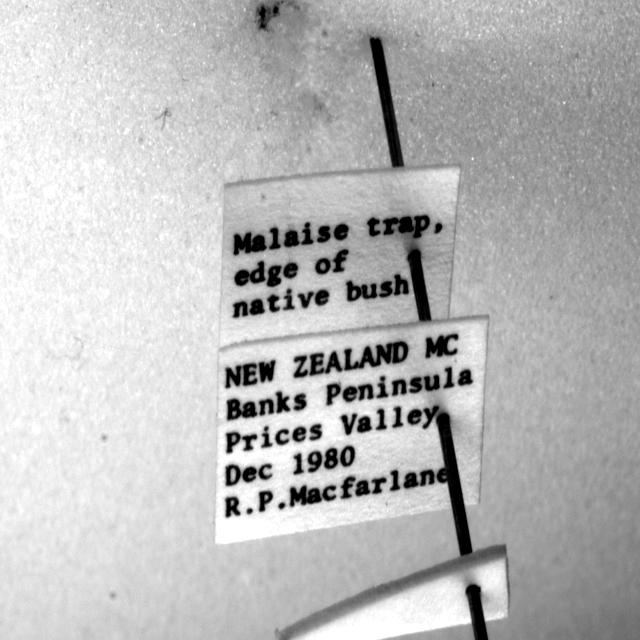 Malaise trap,
edge of
native bush
NEW ZEALAND MC
Banks Peninsula
Prices Valley
Dec 1980
R.P.Macfarlane